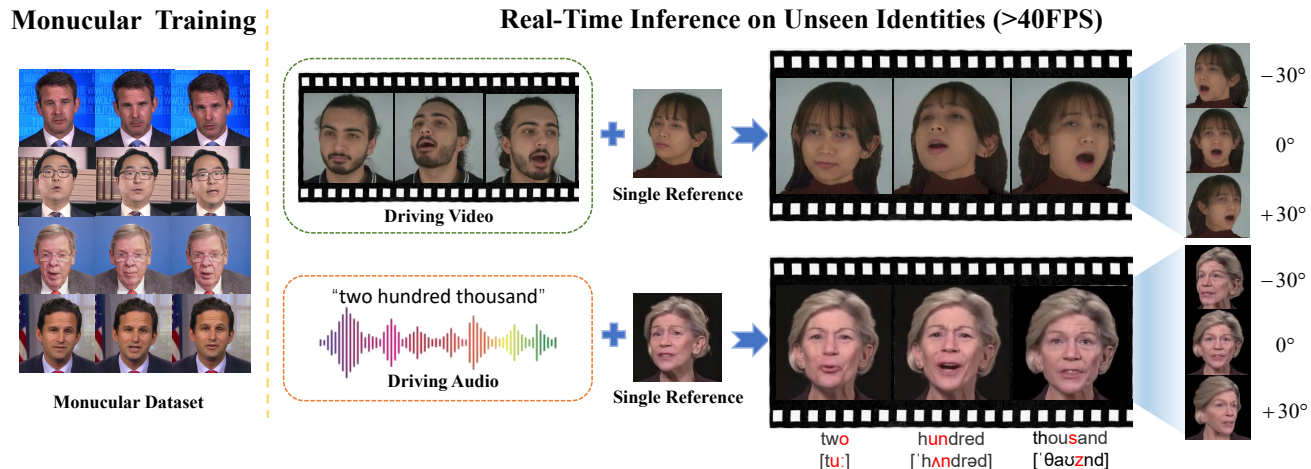 Monucular Training
Real-Time Inference on Unseen Identities (>40FPS)
Monucular Dataset
Driving Video
Single Reference
−30°
0°
+30°
“two hundred thousand”
Driving Audio
Single Reference
−30°
0°
+30°
two hundred thousand
[tuː] [ˈhʌndrəd] [ˈθaʊznd]